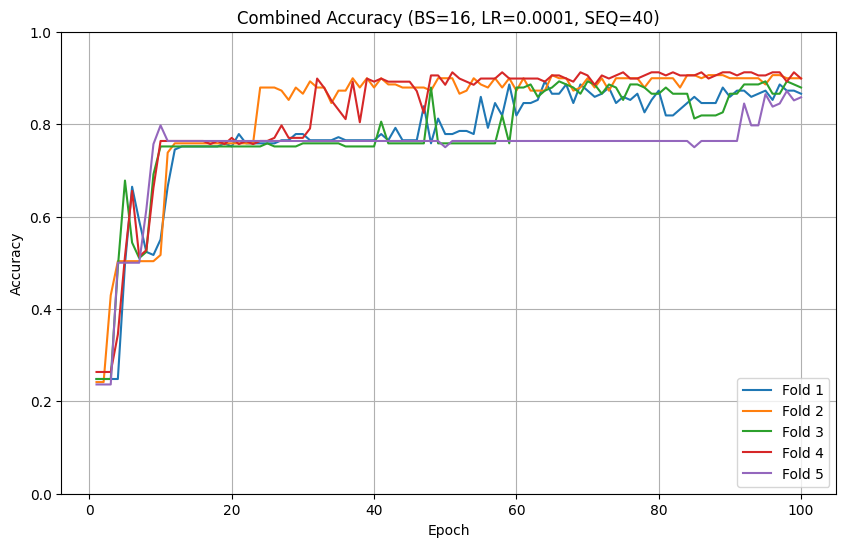 Combined Accuracy (BS=16, LR=0.0001, SEQ=40)
Accuracy
1.0
0.8
0.6
0.4
0.2
0.0
0
20
40
60
80
100
Epoch
Fold 1
Fold 2
Fold 3
Fold 4
Fold 5